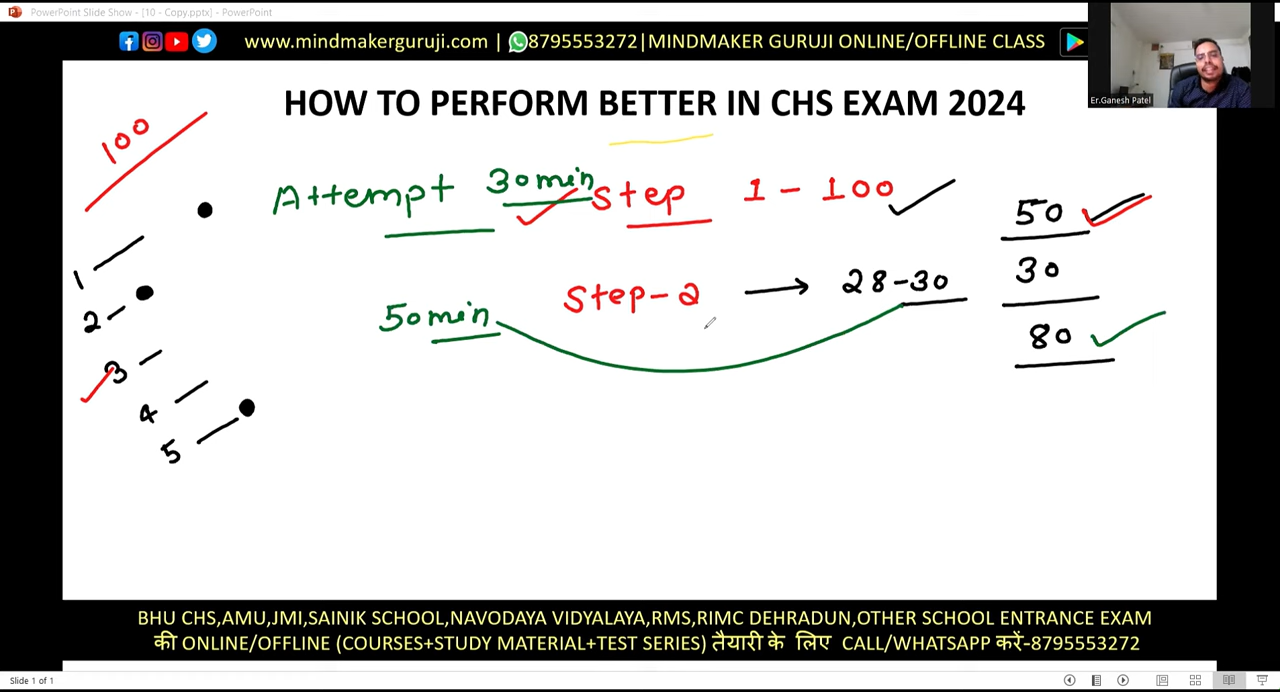 PowerPoint Slide Show - [10 - Copy.pptx] - PowerPoint
www.mindmakerguruji.com | 8795553272|MINDMAKER GURUJI ONLINE/OFFLINE CLASS
Er.Ganesh Patel
HOW TO PERFORM BETTER IN CHS EXAM 2024
100
Attempt 30min Step 1 - 100
50
1
Step-2 → 28-30
30
2
50min
80
3
4
5
BHU CHS,AMU,JMI,SAINIK SCHOOL,NAVODAYA VIDYALAYA,RMS,RIMC DEHRADUN,OTHER SCHOOL ENTRANCE EXAM
की ONLINE/OFFLINE (COURSES+STUDY MATERIAL+TEST SERIES) तैयारी के लिए CALL/WHATSAPP करें-8795553272
Slide 1 of 1